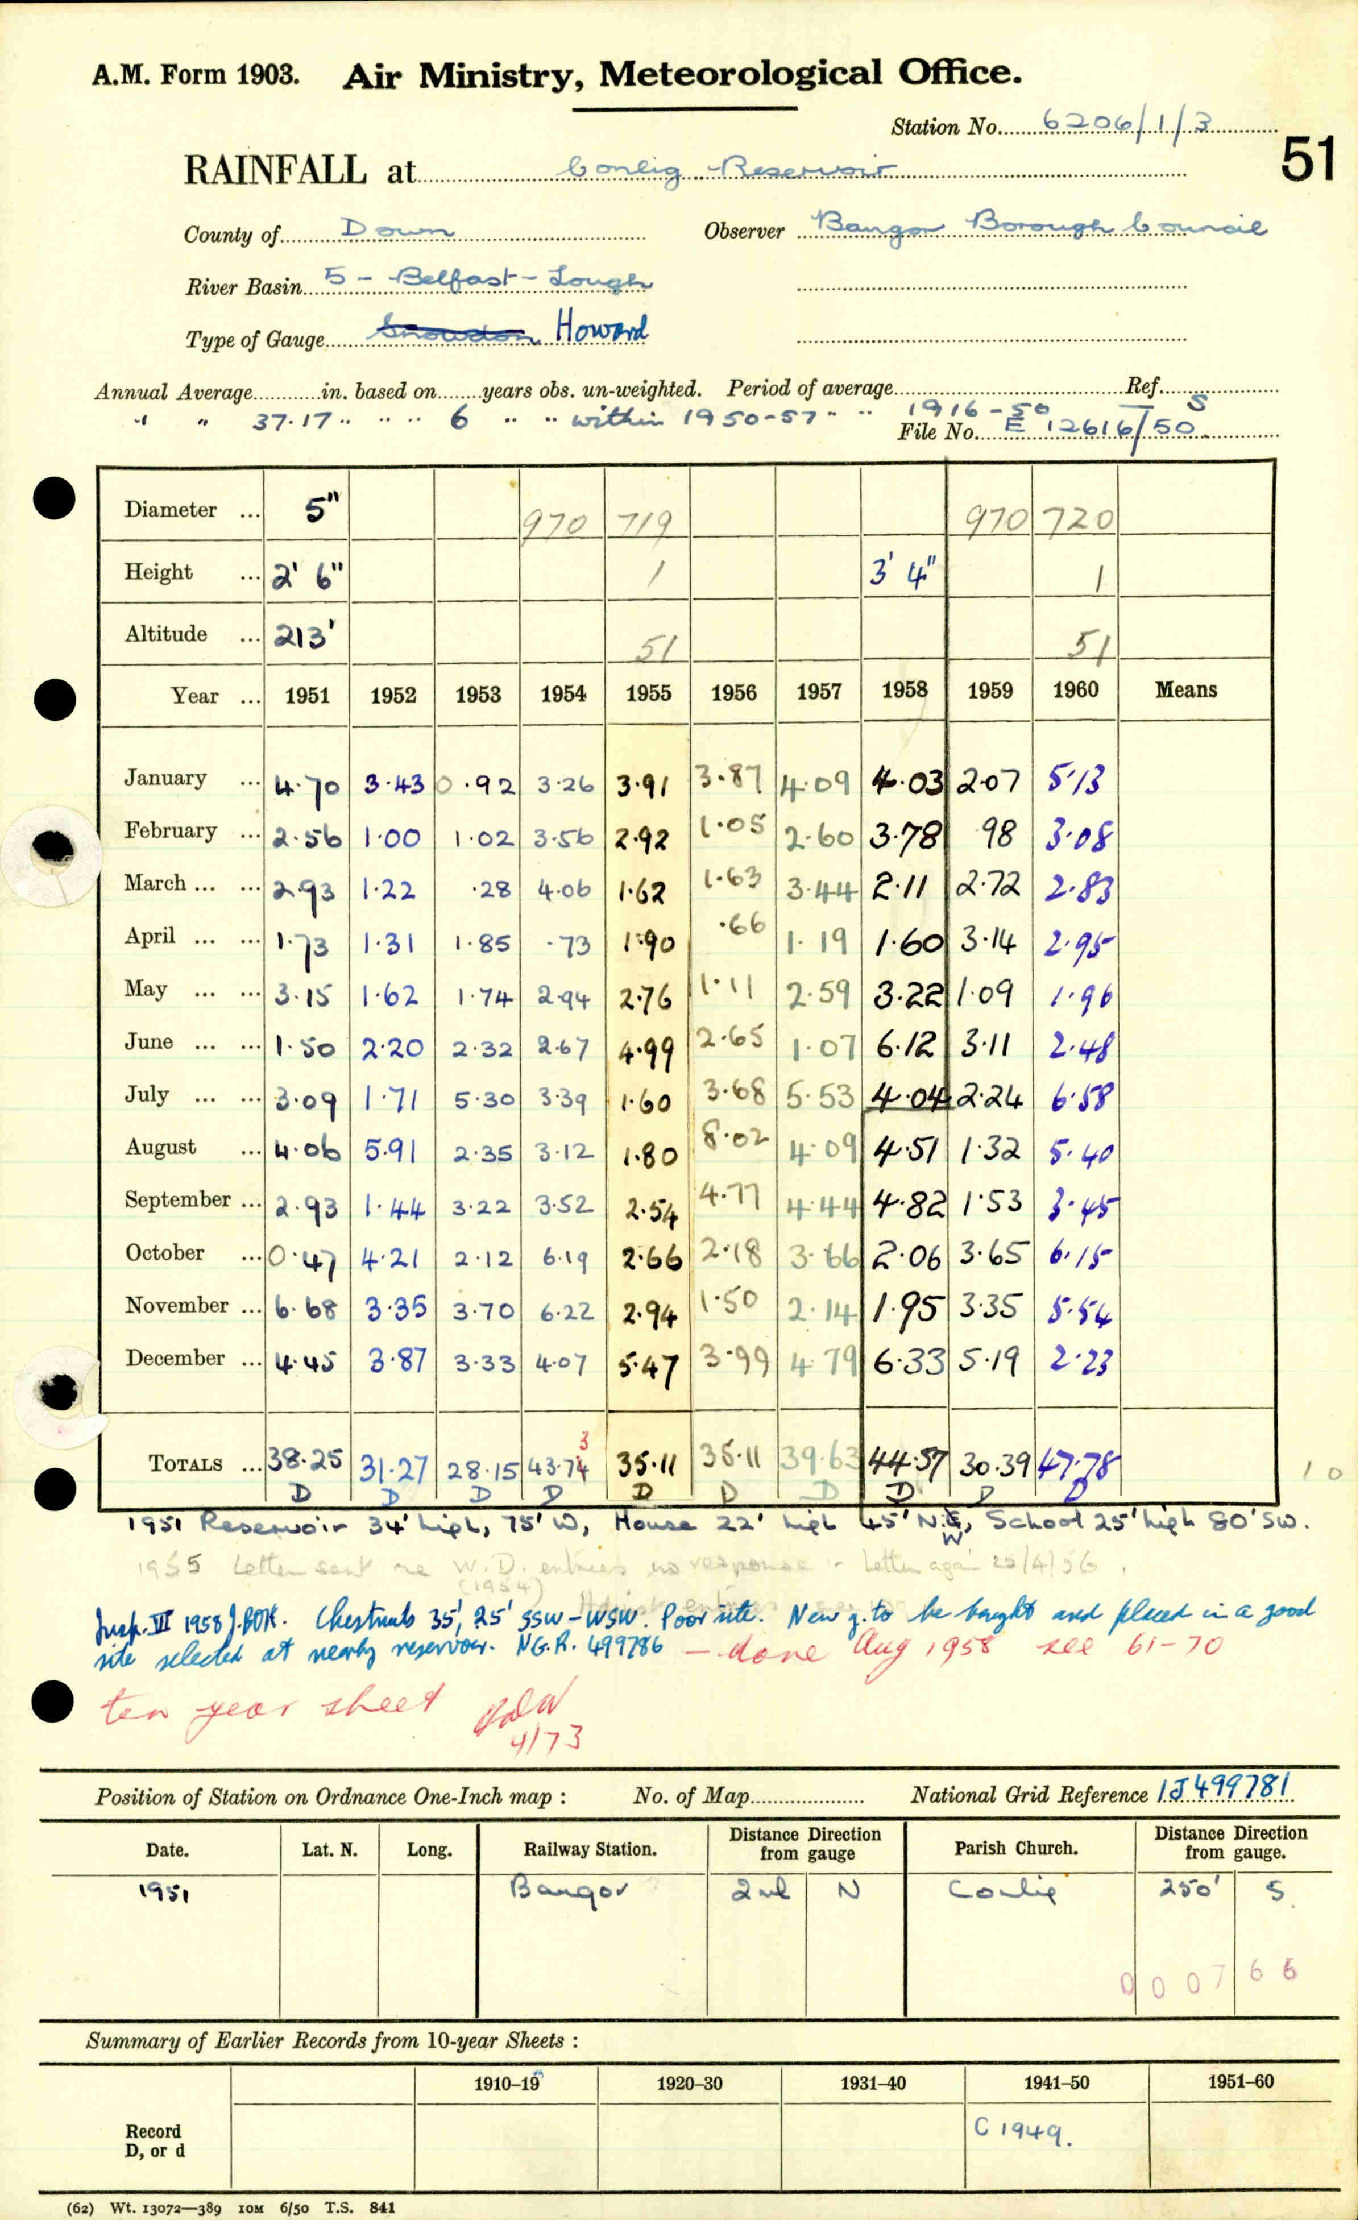 A.M. Form 1903. Air Ministry, Meteorological Office.
Station No. 6206/1/3
51
RAINFALL at Conlig Reservoir
County of Down Observer Bangor Borough Council
River Basin 5 - Belfast - Lough
Type of Gauge Snowdon Howard
Annual Average in. based on years obs. un-weighted. Period of average Ref.
" " 37.17 " " " 6 " " within 1950-57 " " 1916-50 S
File No. E 12616/50
Diameter ... 5" 970 719 970 720
Height ... 2' 6" 1 3' 4" 1
Altitude ... 213' 51 51
Year ... 1951 1952 1953 1954 1955 1956 1957 1958 1959 1960 Means
January ... 4.70 3.43 0.92 3.26 3.91 3.87 4.09 4.03 2.07 5.13
February ... 2.56 1.00 1.02 3.56 2.92 1.05 2.60 3.78 98 3.08
March ... ... 2.93 1.22 .28 4.06 1.62 1.63 3.44 2.11 2.72 2.83
April ... ... 1.73 1.31 1.85 .73 1.90 .66 1.19 1.60 3.14 2.95
May ... ... 3.15 1.62 1.74 2.94 2.76 1.11 2.59 3.22 1.09 1.96
June ... ... 1.50 2.20 2.32 2.67 4.99 2.65 1.07 6.12 3.11 2.48
July ... ... 3.09 1.71 5.30 3.39 1.60 3.68 5.53 4.04 2.24 6.58
August ... 4.06 5.91 2.35 3.12 1.80 8.02 4.09 4.51 1.32 5.40
September ... 2.93 1.44 3.22 3.52 2.54 4.77 4.44 4.82 1.53 3.45
October ... 0.47 4.21 2.12 6.19 2.66 2.18 3.66 2.06 3.65 6.15
November ... 6.68 3.35 3.70 6.22 2.94 1.50 2.14 1.95 3.35 5.54
December ... 4.45 3.87 3.33 4.07 5.47 3.99 4.79 6.33 5.19 2.23
3
TOTALS ... 38.25 31.27 28.15 43.74 35.11 35.11 39.63 44.57 30.39 47.78 10
D D D D D D D D D D
1951 Reservoir 34' high, 75' W, House 22' high 45' N.W, School 25' high 80' SW.
1955 Letter sent re W.D. entries no response Letter again 25/4/56.
(1954) entries
Insp. III 1958 Chestnuts 35', 25' SSW-WSW. Poor site. New g. to be bought and placed in a good
site selected at nearby reservoir. N.G.R. 499786 - done Aug 1958 see 61-70
ten year sheet
4/73
Position of Station on Ordnance One-Inch map : No. of Map National Grid Reference IJ 499781
Date. Lat. N. Long. Railway Station. Distance Direction from gauge Parish Church. Distance Direction from gauge.
1951 Bangor 2ml N Conlig 250' S.
000766
Summary of Earlier Records from 10-year Sheets :
1910-19 1920-30 1931-40 1941-50 1951-60
Record D, or d C 1949.
(62) Wt. 13072—389 10M 6/50 T.S. 841